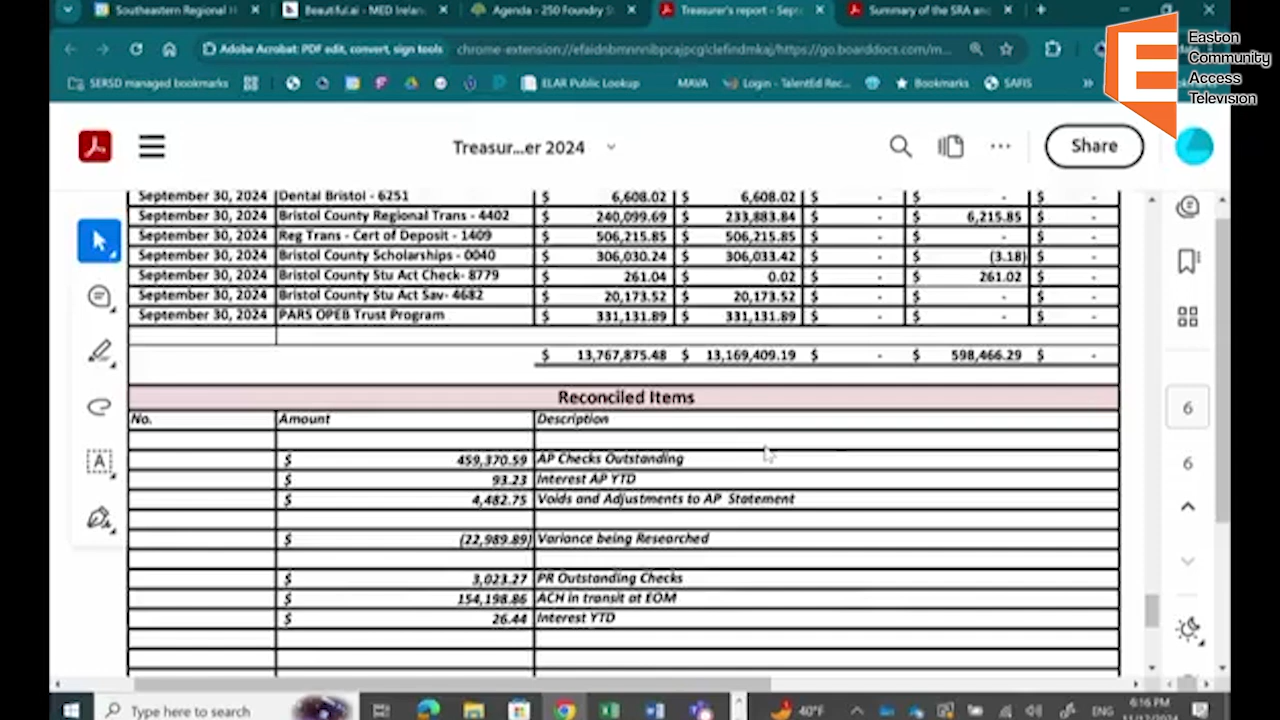 Southeastern Regional
Beautiful.ai - MED Irelan
Agenda - 250 Foundry S
Treasurer's report - Sept
Summary of the SRA and
Adobe Acrobat: PDF edit, convert, sign tools
Easton
Community
Access
Television
SERSD managed bookmarks
ELAR Public Lookup
MAVA
Login - TalentEd Rec...
Bookmarks
SAFIS
Treasur...er 2024
Share
September 30, 2024 Dental Bristol - 6251 $ 6,608.02 $ 6,608.02 $ - $ - $ -
September 30, 2024 Bristol County Regional Trans - 4402 $ 240,099.69 $ 233,883.84 $ - $ 6,215.85 $ -
September 30, 2024 Reg Trans - Cert of Deposit - 1409 $ 506,215.85 $ 506,215.85 $ - $ - $ -
September 30, 2024 Bristol County Scholarships - 0040 $ 306,030.24 $ 306,033.42 $ - $ (3.18) $ -
September 30, 2024 Bristol County Stu Act Check- 8779 $ 261.04 $ 0.02 $ - $ 261.02 $ -
September 30, 2024 Bristol County Stu Act Sav- 4682 $ 20,173.52 $ 20,173.52 $ - $ - $ -
September 30, 2024 PARS OPEB Trust Program $ 331,131.89 $ 331,131.89 $ - $ - $ -
$ 13,767,875.48 $ 13,169,409.19 $ - $ 598,466.29 $ -
Reconciled Items
No. Amount Description
$ 459,370.59 AP Checks Outstanding
$ 93.23 Interest AP YTD
$ 4,482.75 Voids and Adjustments to AP Statement
$ (22,989.89) Variance being Researched
$ 3,023.27 PR Outstanding Checks
$ 154,198.86 ACH in transit at EOM
$ 26.44 Interest YTD
6
6
Type here to search
40°F
ENG
6:16 PM